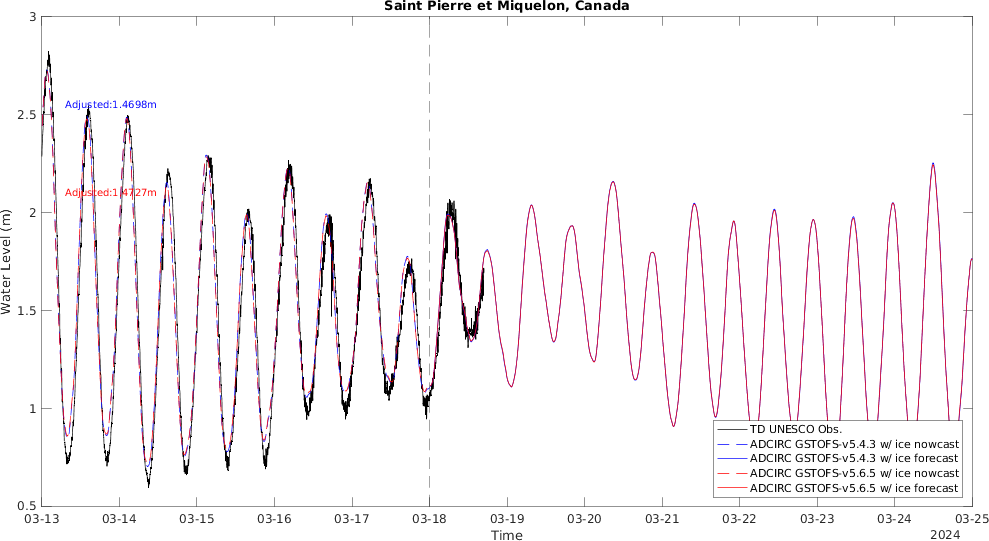 Saint Pierre et Miquelon, Canada
3
Adjusted:1.4698m
2.5
Adjusted:1.4727m
2
Water Level (m)
1.5
1
TD UNESCO Obs.
ADCIRC GSTOFS-v5.4.3 w/ ice nowcast
ADCIRC GSTOFS-v5.4.3 w/ ice forecast
ADCIRC GSTOFS-v5.6.5 w/ ice nowcast
ADCIRC GSTOFS-v5.6.5 w/ ice forecast
0.5
03-13 03-14 03-15 03-16 03-17 03-18 03-19 03-20 03-21 03-22 03-23 03-24 03-25
Time
2024